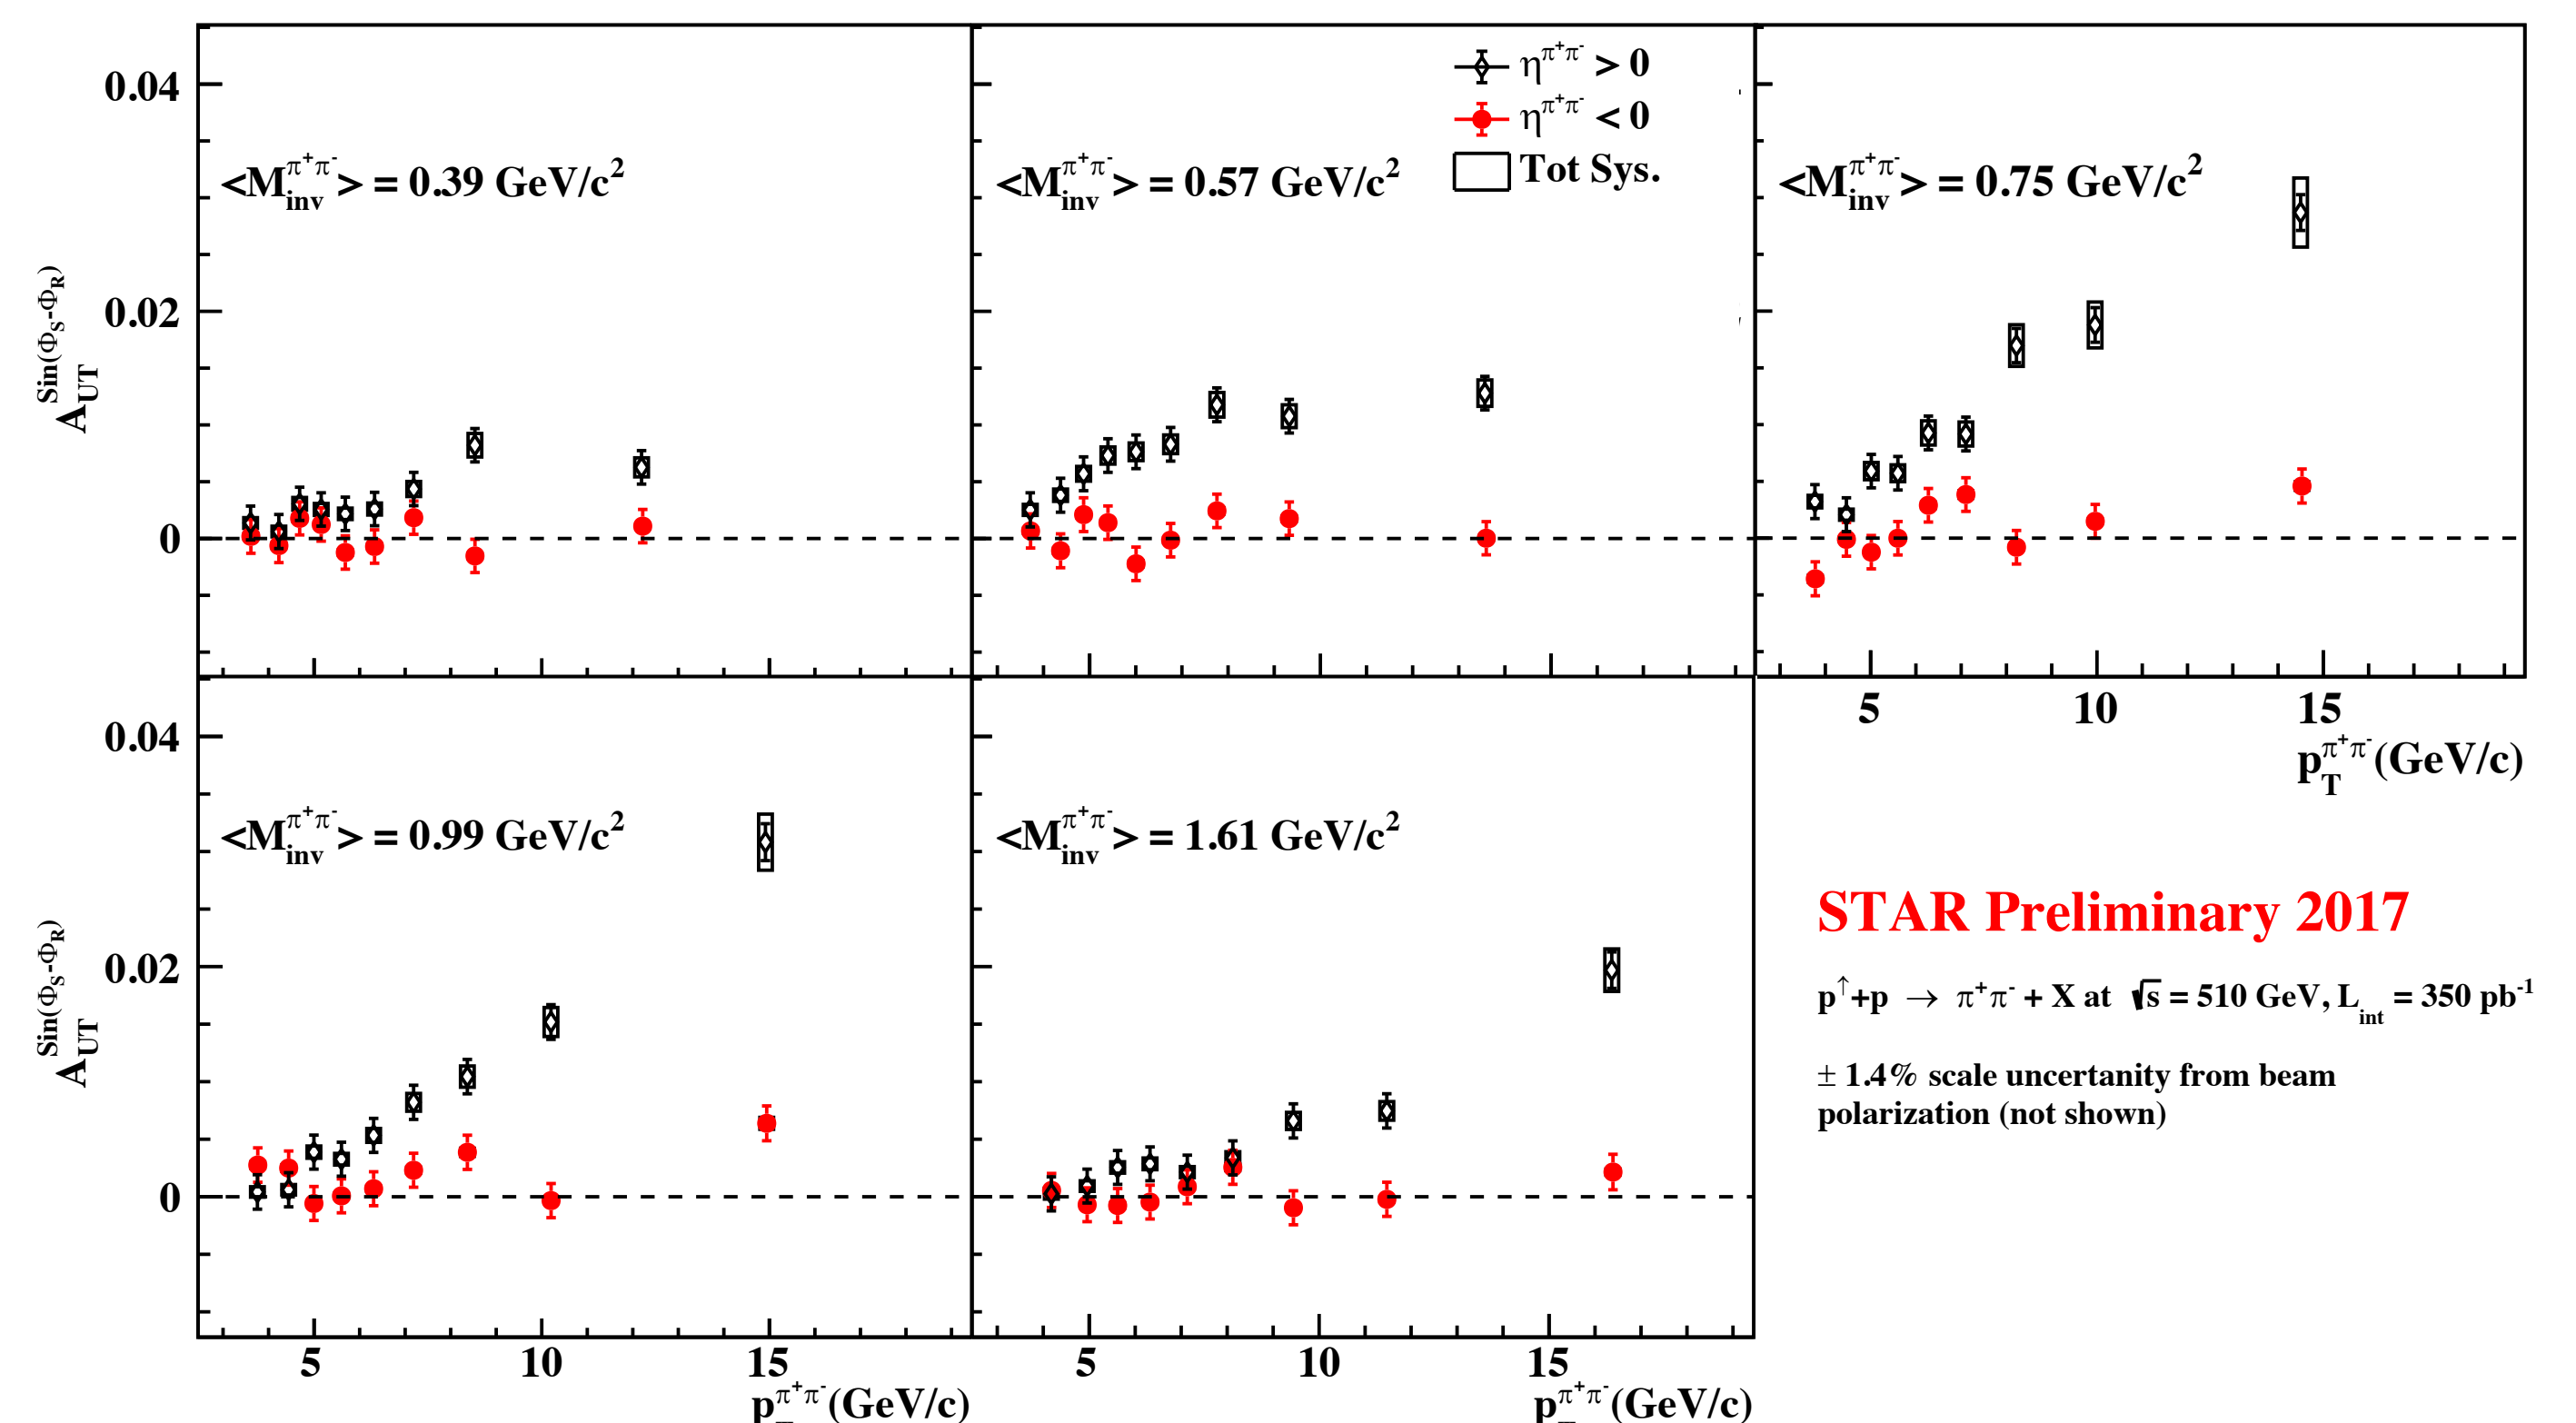 0.04
0.02
0
A_UT^Sin(Φ_S-Φ_R)
<M_inv^π⁺π⁻> = 0.39 GeV/c²
<M_inv^π⁺π⁻> = 0.57 GeV/c²
η^π⁺π⁻ > 0
η^π⁺π⁻ < 0
Tot Sys.
<M_inv^π⁺π⁻> = 0.75 GeV/c²
5 10 15
p_T^π⁺π⁻(GeV/c)
0.04
0.02
0
A_UT^Sin(Φ_S-Φ_R)
<M_inv^π⁺π⁻> = 0.99 GeV/c²
<M_inv^π⁺π⁻> = 1.61 GeV/c²
STAR Preliminary 2017
p^↑+p → π⁺π⁻ + X at √s = 510 GeV, L_int = 350 pb⁻¹
± 1.4% scale uncertanity from beam
polarization (not shown)
5 10 15
5 10 15
p_T^π⁺π⁻(GeV/c)
p_T^π⁺π⁻(GeV/c)